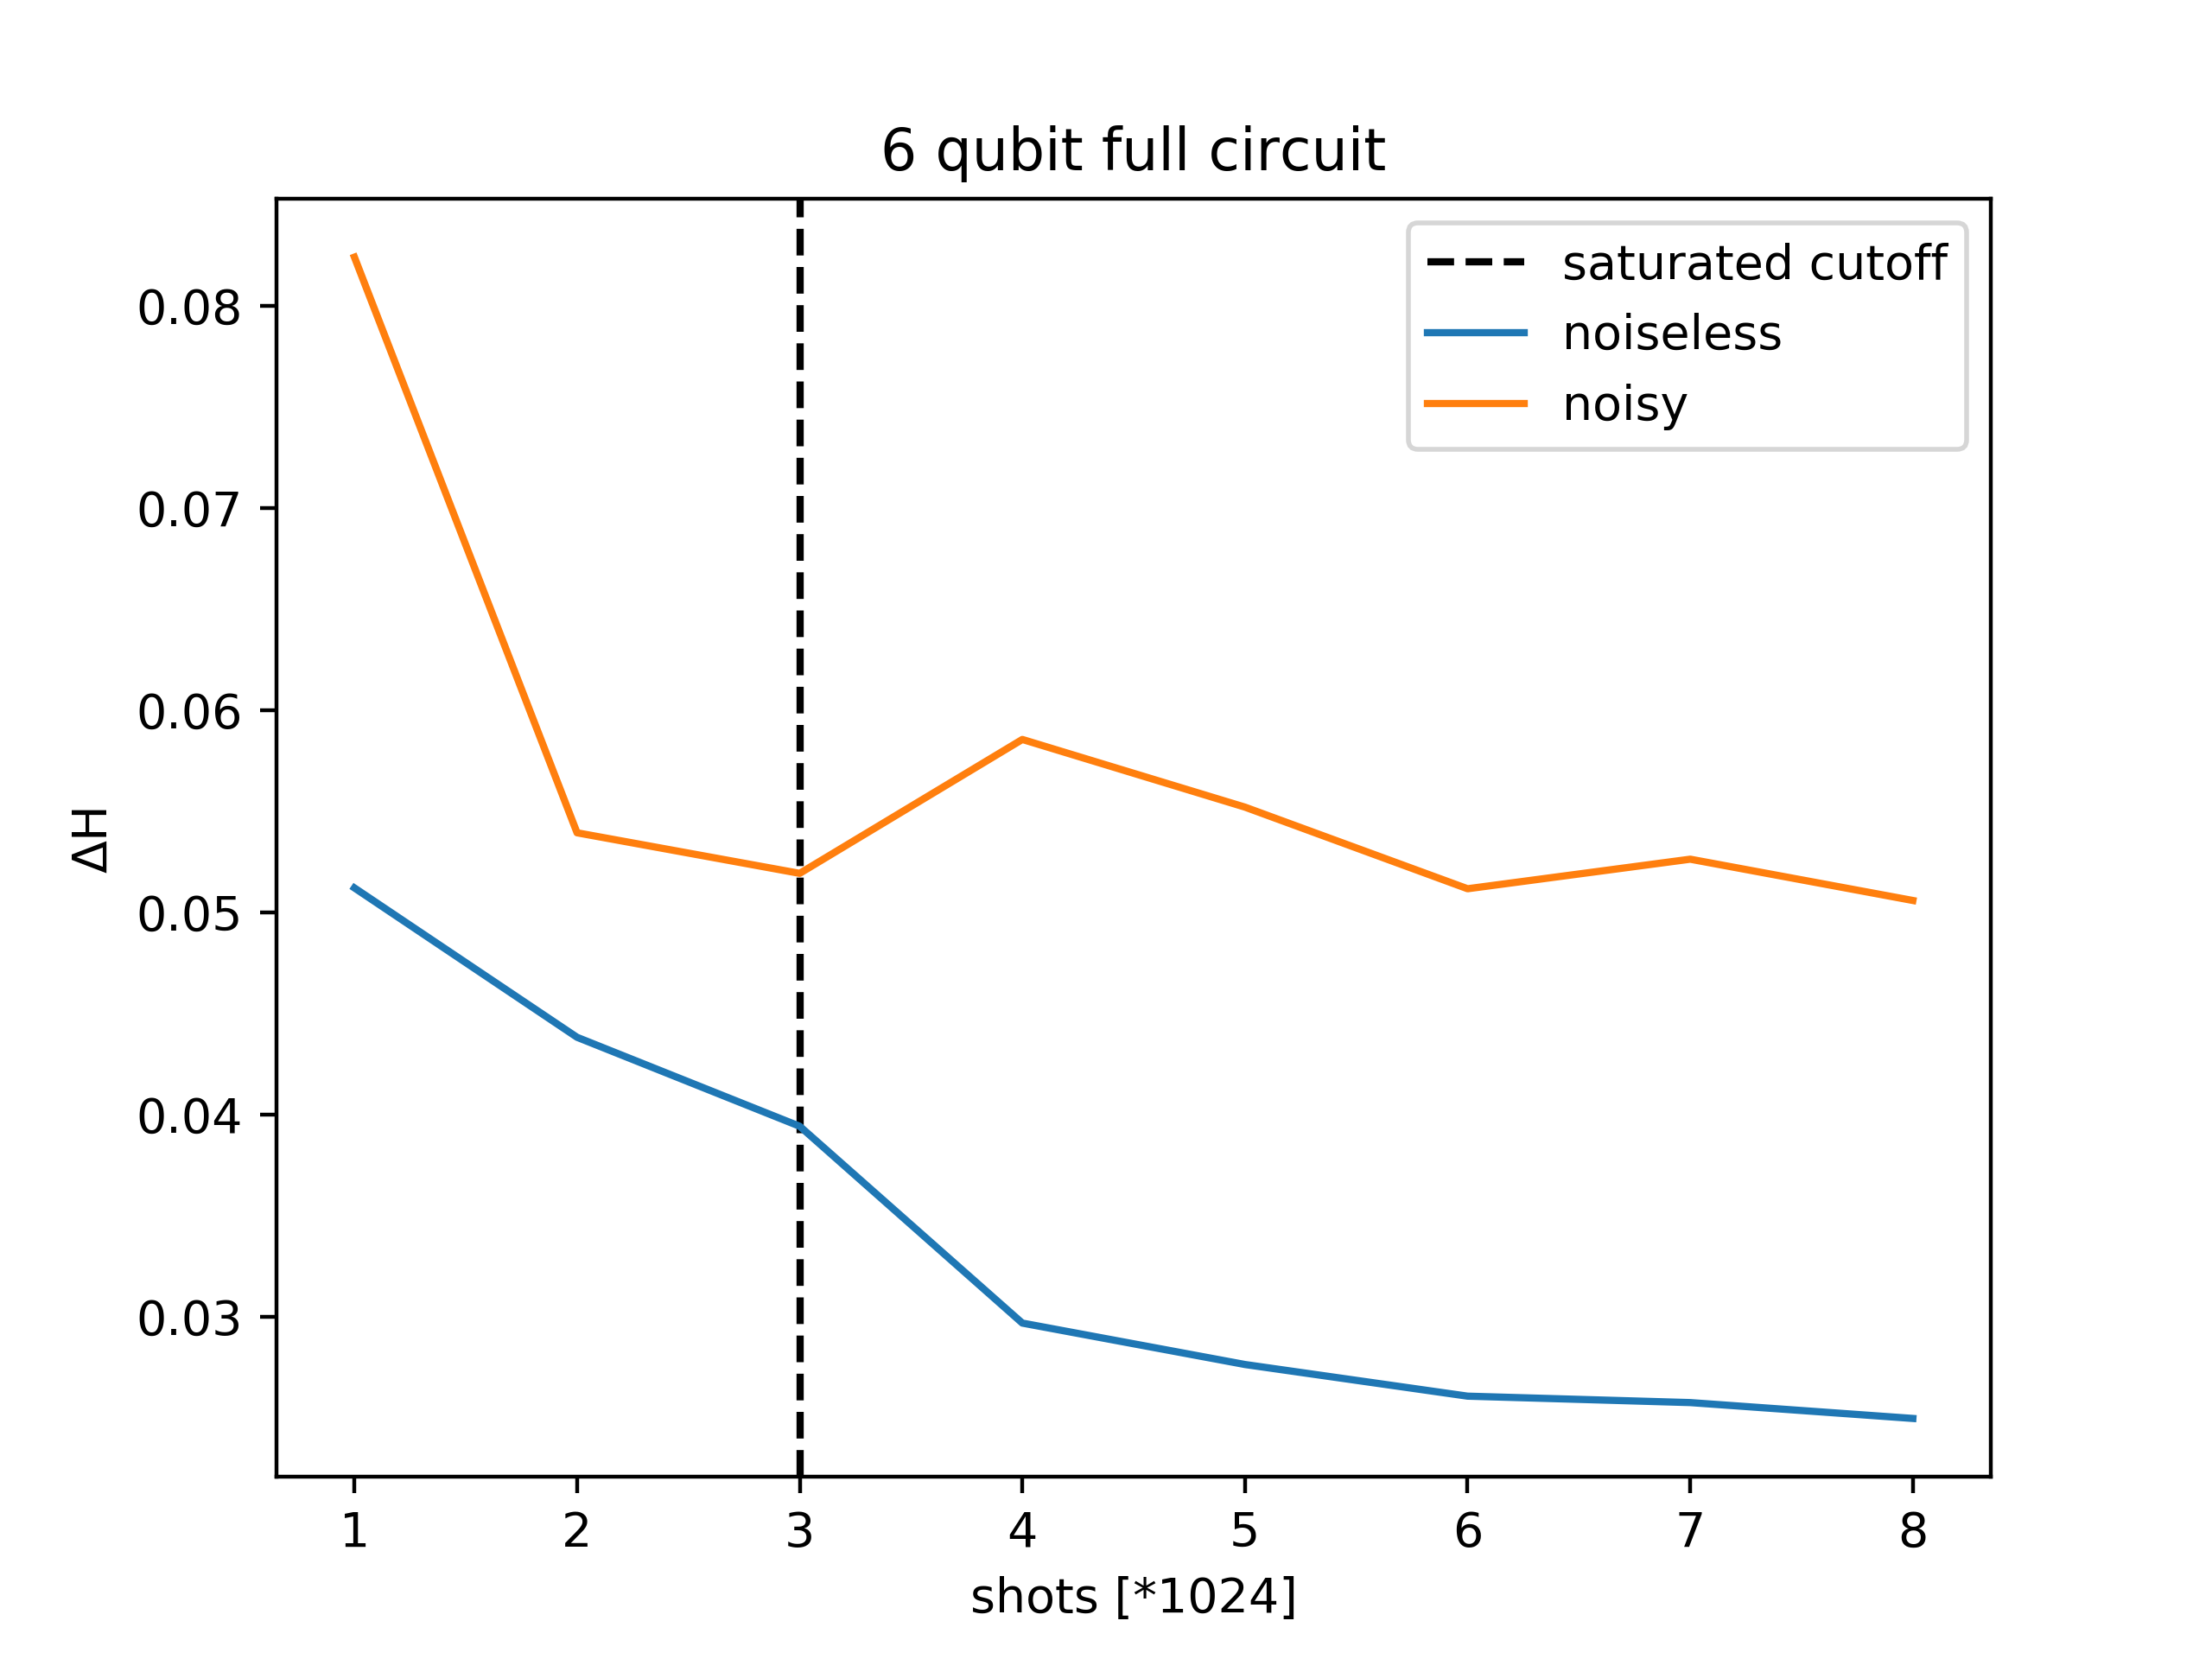 6 qubit full circuit
saturated cutoff
noiseless
noisy
0.08
0.07
0.06
0.05
0.04
0.03
ΔH
1 2 3 4 5 6 7 8
shots [*1024]